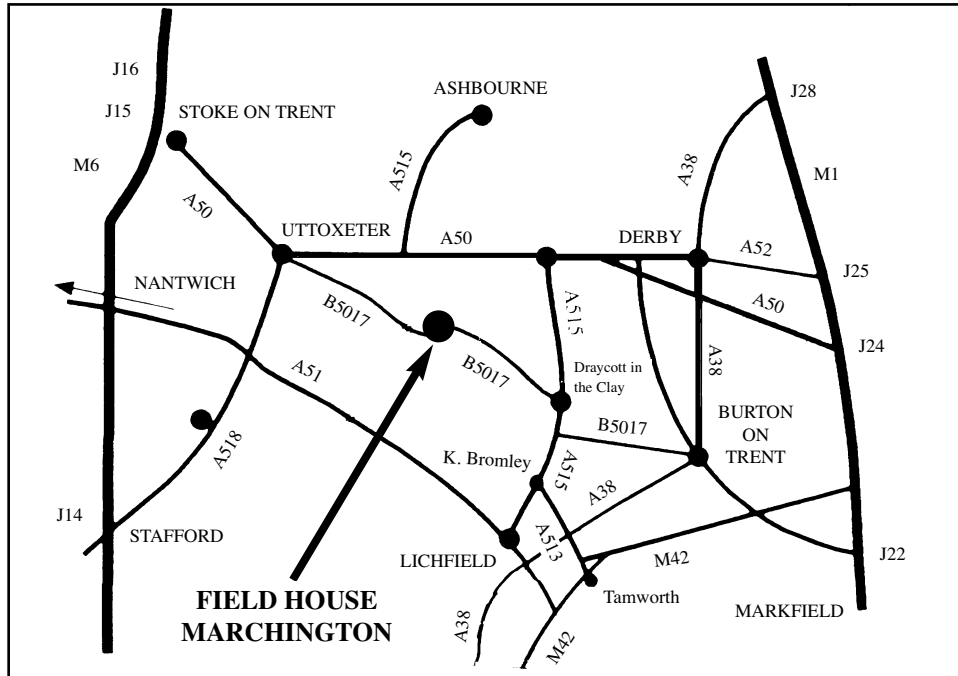 J16
J15
M6
STOKE ON TRENT
ASHBOURNE
J28
A38
M1
A515
A50
UTTOXETER
A50
DERBY
A52
J25
NANTWICH
A50
B5017
A515
J24
A38
A51
B5017
Draycott in
the Clay
BURTON
ON
TRENT
B5017
A518
K. Bromley
A515
A38
J14
STAFFORD
LICHFIELD
A513
M42
J22
FIELD HOUSE
MARCHINGTON
Tamworth
MARKFIELD
A38
M42